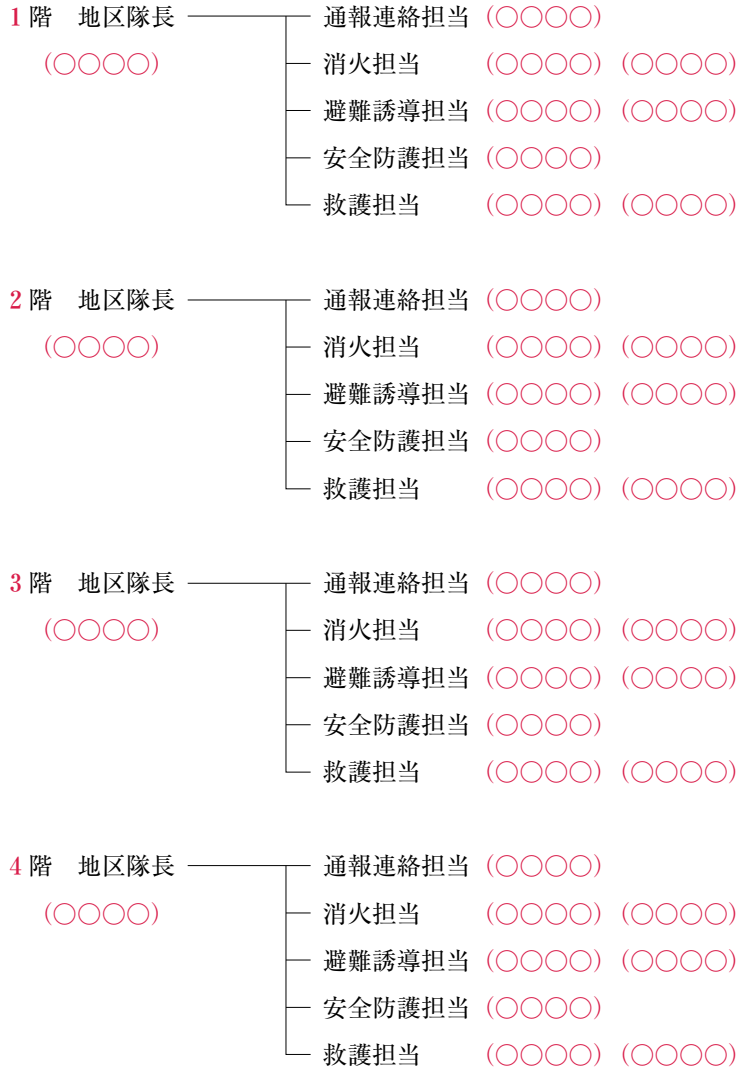 1階　地区隊長　通報連絡担当（○○○○）
（○○○○）　消火担当　（○○○○）（○○○○）
避難誘導担当（○○○○）（○○○○）
安全防護担当（○○○○）
救護担当　（○○○○）（○○○○）
2階　地区隊長　通報連絡担当（○○○○）
（○○○○）　消火担当　（○○○○）（○○○○）
避難誘導担当（○○○○）（○○○○）
安全防護担当（○○○○）
救護担当　（○○○○）（○○○○）
3階　地区隊長　通報連絡担当（○○○○）
（○○○○）　消火担当　（○○○○）（○○○○）
避難誘導担当（○○○○）（○○○○）
安全防護担当（○○○○）
救護担当　（○○○○）（○○○○）
4階　地区隊長　通報連絡担当（○○○○）
（○○○○）　消火担当　（○○○○）（○○○○）
避難誘導担当（○○○○）（○○○○）
安全防護担当（○○○○）
救護担当　（○○○○）（○○○○）